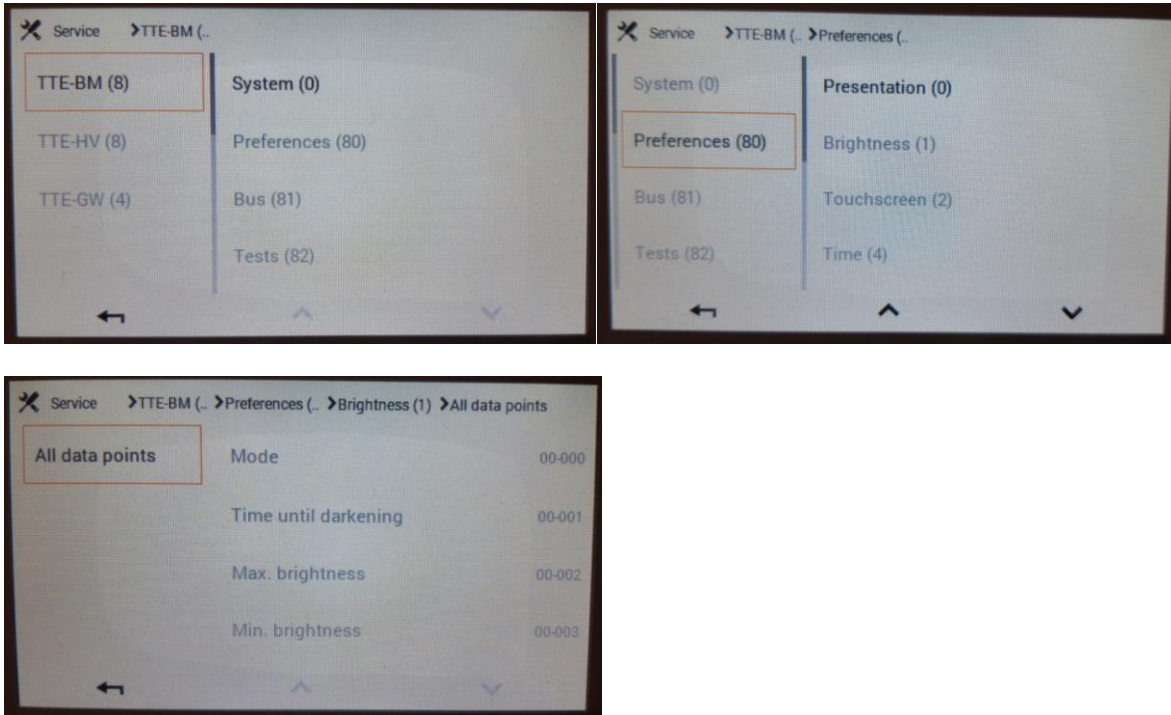 Service >TTE-BM (..
TTE-BM (8) System (0)
TTE-HV (8) Preferences (80)
TTE-GW (4) Bus (81)
Tests (82)
Service >TTE-BM (.. >Preferences (..
System (0) Presentation (0)
Preferences (80) Brightness (1)
Bus (81) Touchscreen (2)
Tests (82) Time (4)
Service >TTE-BM (.. >Preferences (.. >Brightness (1) >All data points
All data points Mode 00-000
Time until darkening 00-001
Max. brightness 00-002
Min. brightness 00-003